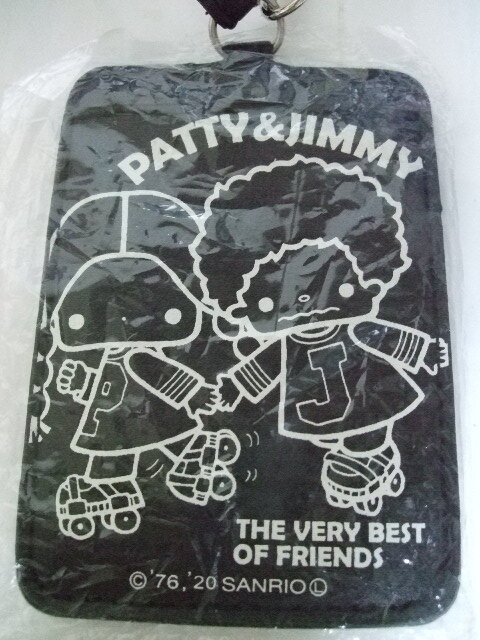 PATTY & JIMMY
P
J
THE VERY BEST
OF FRIENDS
© '76, '20 SANRIO Ⓛ